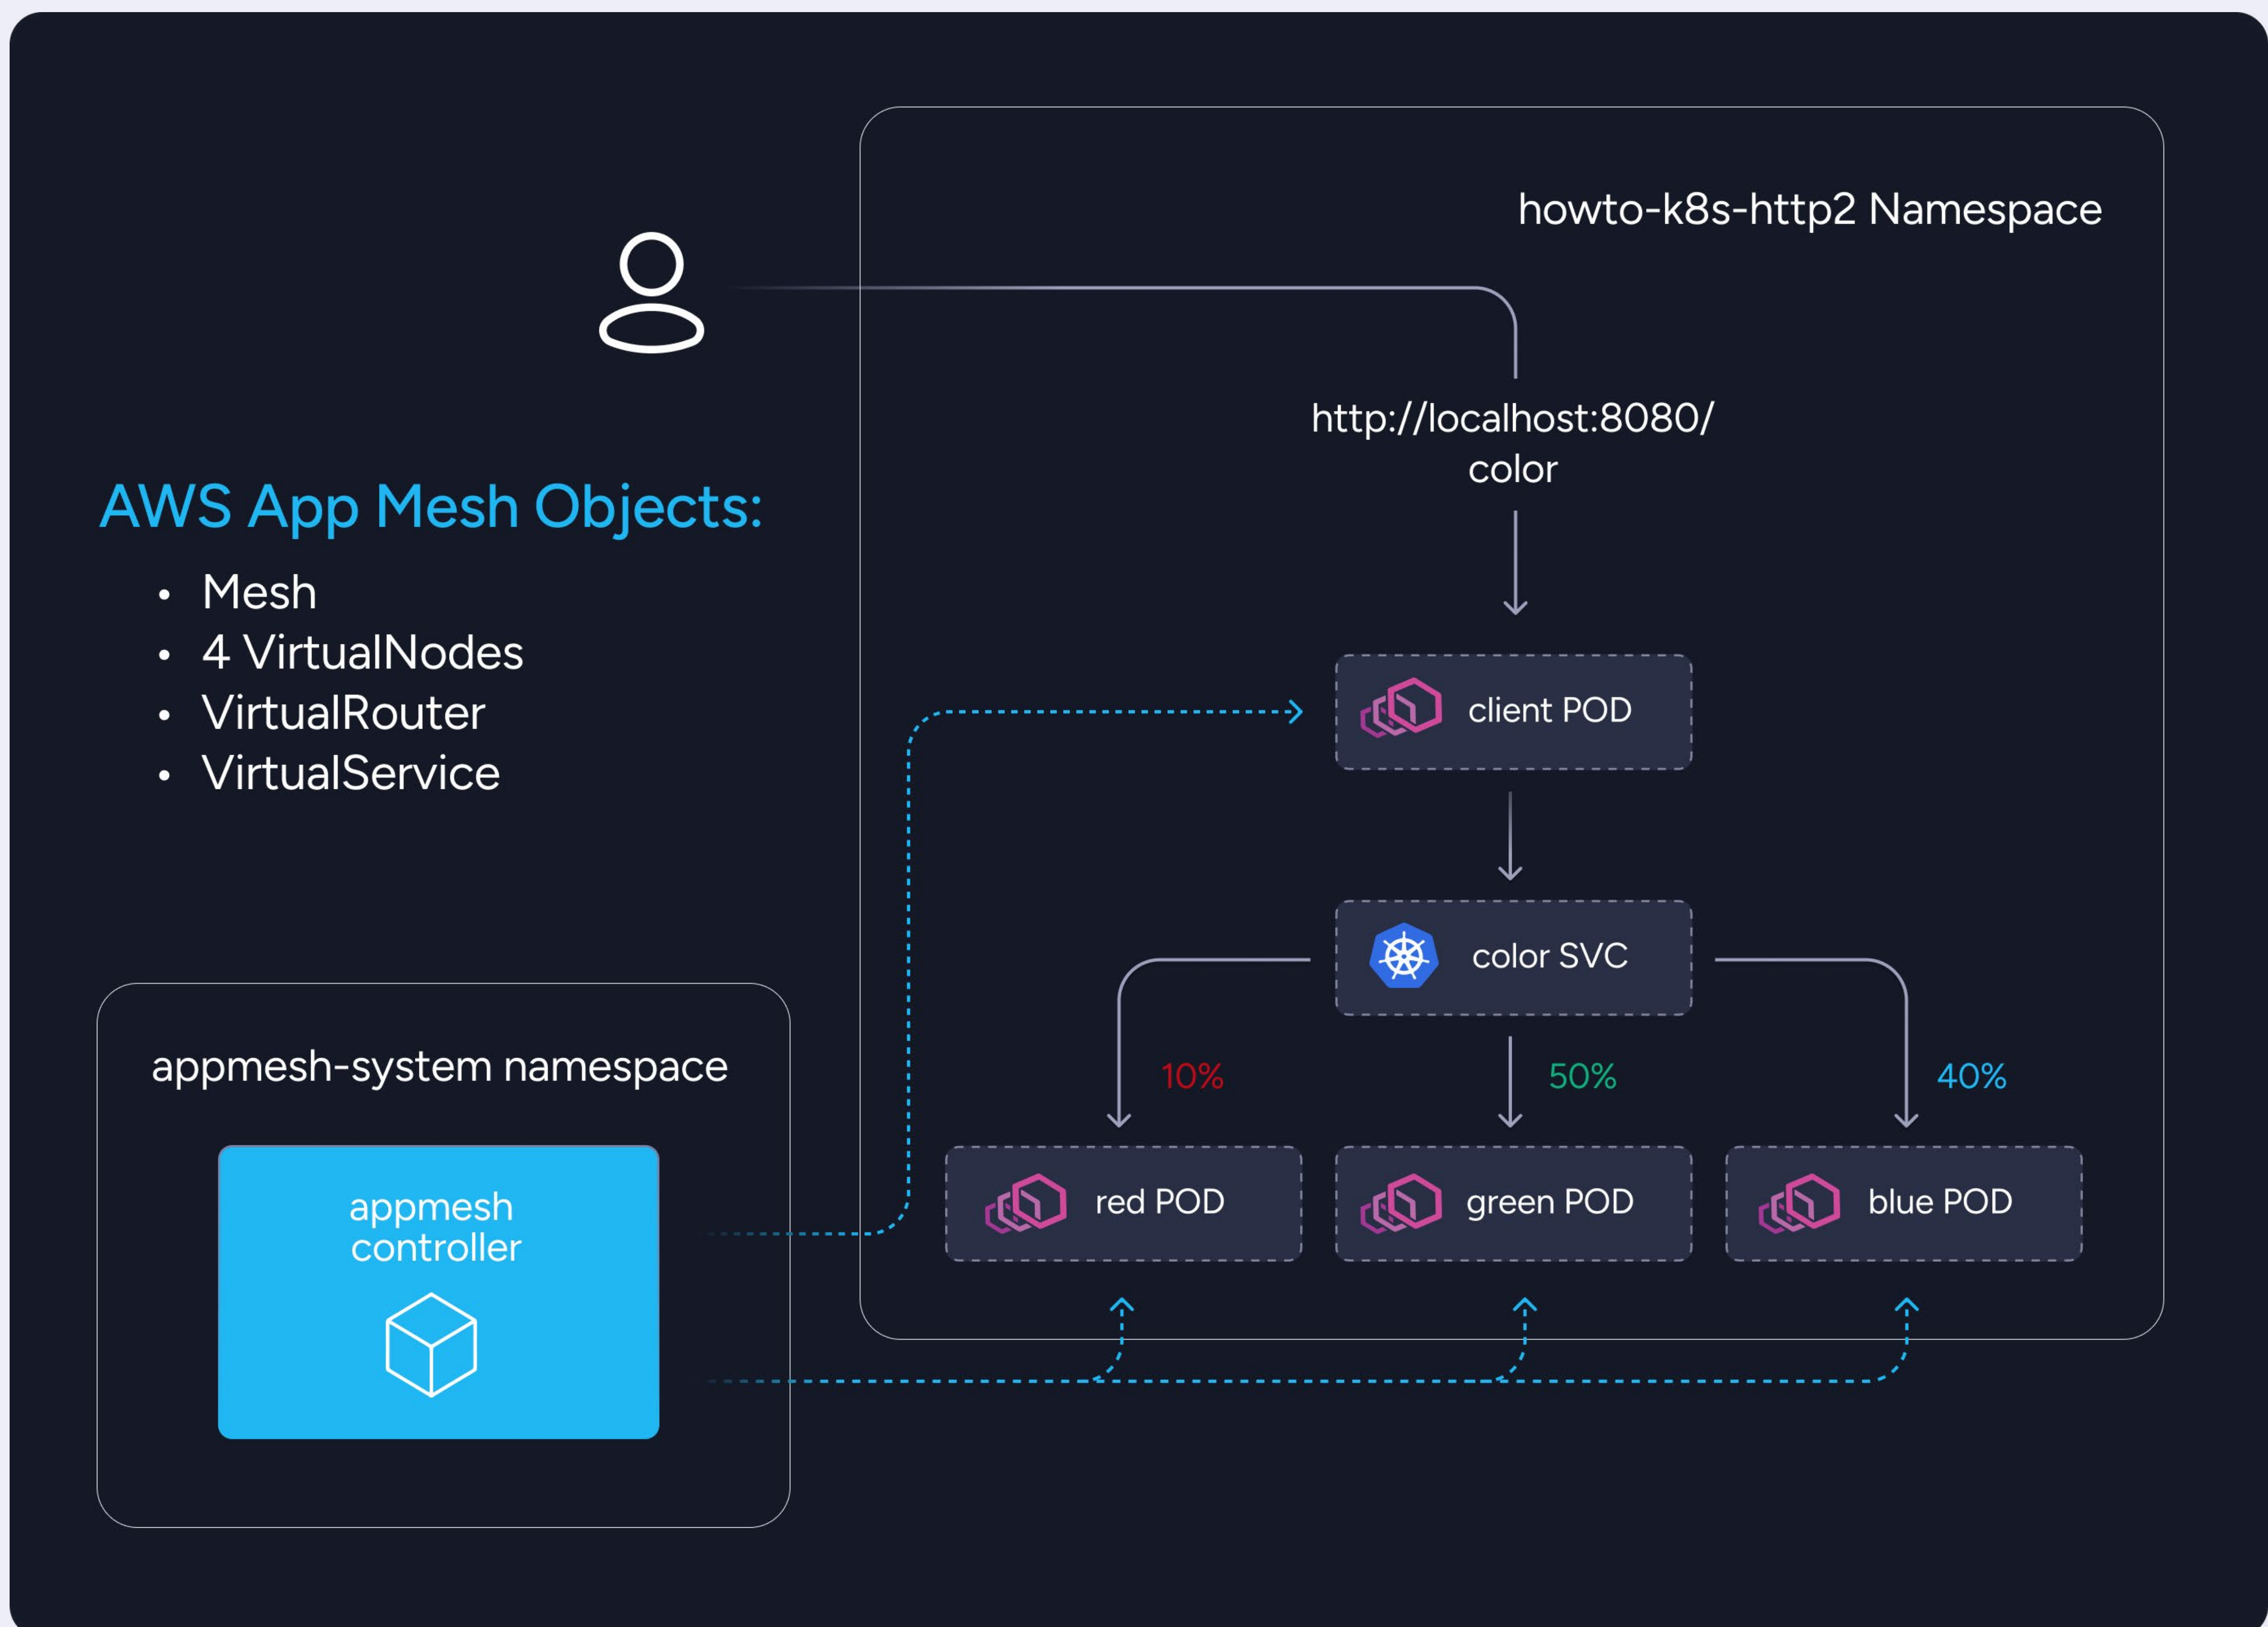 howto-k8s-http2 Namespace
http://localhost:8080/
color
AWS App Mesh Objects:
• Mesh
• 4 VirtualNodes
• VirtualRouter
• VirtualService
client POD
color SVC
appmesh-system namespace
10%
50%
40%
appmesh
controller
red POD
green POD
blue POD